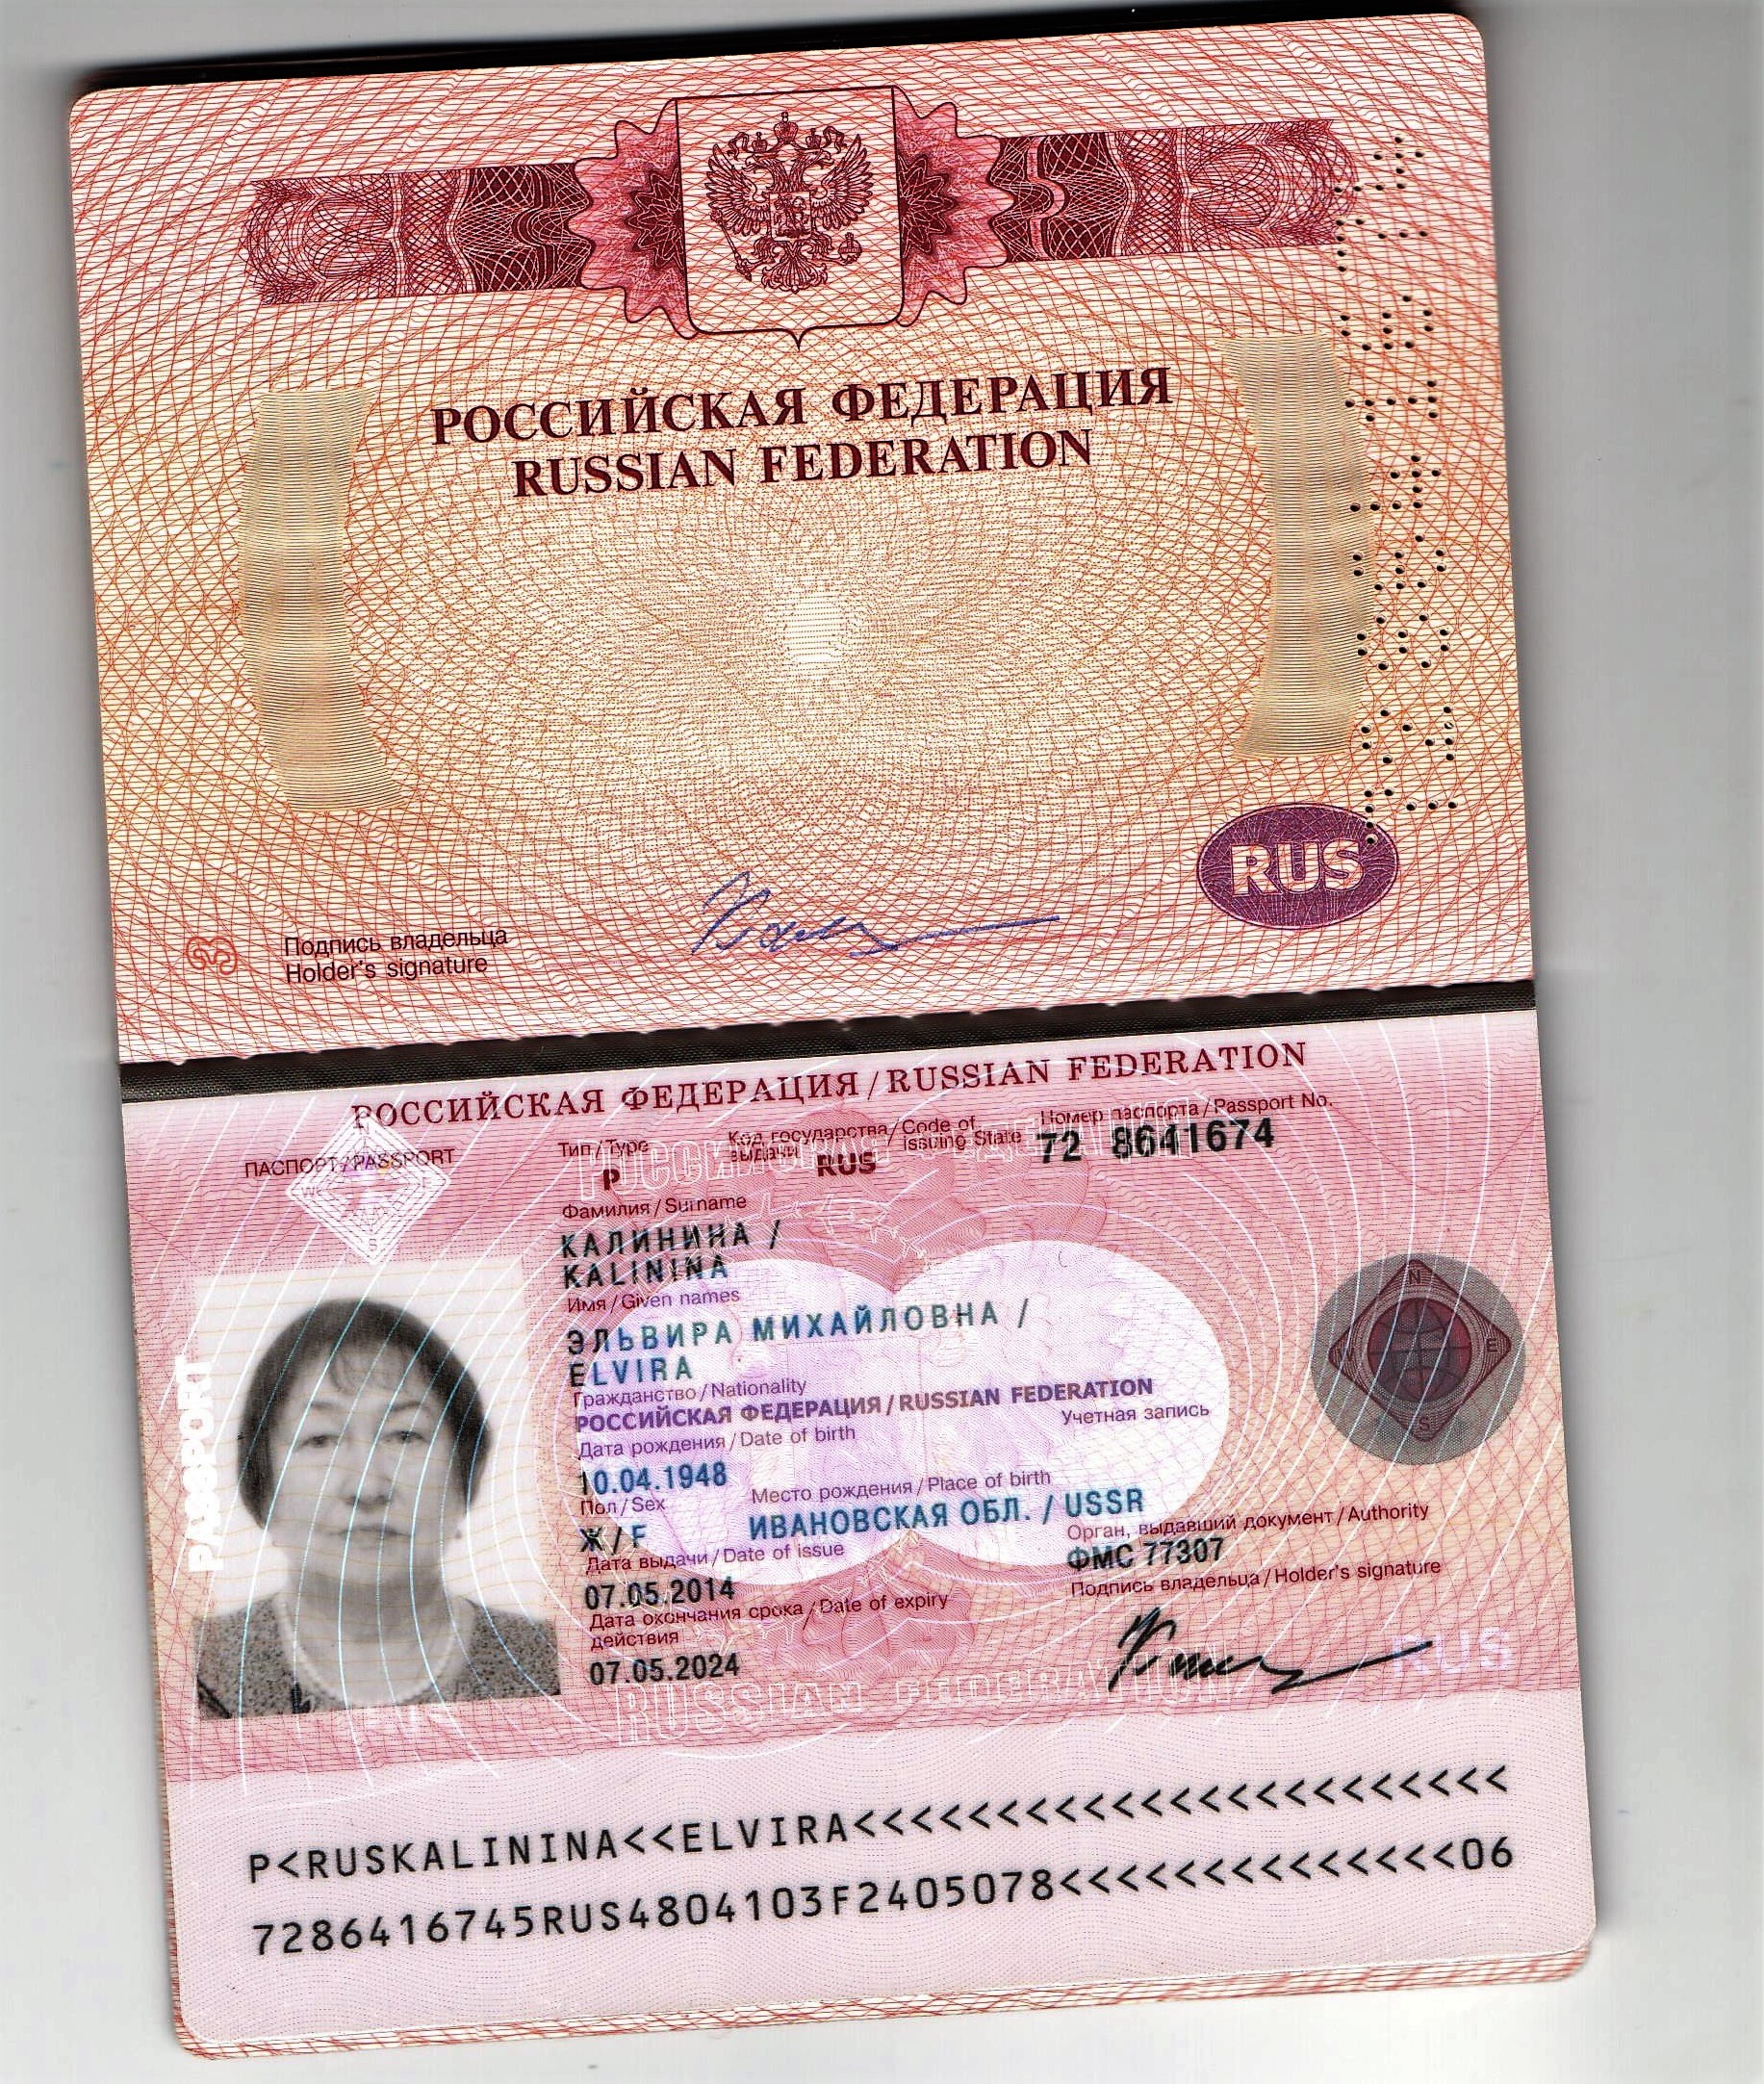 РОССИЙСКАЯ ФЕДЕРАЦИЯ
RUSSIAN FEDERATION
RUS
Подпись владельца
Holder's signature
РОССИЙСКАЯ ФЕДЕРАЦИЯ / RUSSIAN FEDERATION
ПАСПОРТ / PASSPORT
Тип / Type
Код государства / Code of
выдачи issuing State
Номер паспорта / Passport No.
P
RUS
72 8641674
Фамилия / Surname
КАЛИНИНА /
KALININA
Имя / Given names
ЭЛЬВИРА МИХАЙЛОВНА /
ELVIRA
Гражданство / Nationality
РОССИЙСКАЯ ФЕДЕРАЦИЯ / RUSSIAN FEDERATION
Дата рождения / Date of birth
Учетная запись
10.04.1948
Пол / Sex
Место рождения / Place of birth
Ж / F
ИВАНОВСКАЯ ОБЛ. / USSR
Дата выдачи / Date of issue
Орган, выдавший документ / Authority
07.05.2014
ФМС 77307
Дата окончания срока / Date of expiry
действия
Подпись владельца / Holder's signature
07.05.2024
PASSPORT
RUS
RUSSIAN FEDERATION
P<RUSKALININA<<ELVIRA<<<<<<<<<<<<<<<<<<<<<<<
7286416745RUS4804103F2405078<<<<<<<<<<<<<<06